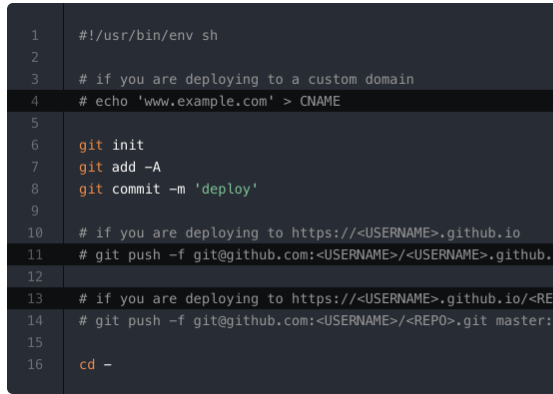 1 #!/usr/bin/env sh
2
3 # if you are deploying to a custom domain
4 # echo 'www.example.com' > CNAME
5
6 git init
7 git add –A
8 git commit –m 'deploy'
9
10 # if you are deploying to https://<USERNAME>.github.io
11 # git push –f git@github.com:<USERNAME>/<USERNAME>.github.
12
13 # if you are deploying to https://<USERNAME>.github.io/<RE
14 # git push –f git@github.com:<USERNAME>/<REPO>.git master:
15
16 cd –